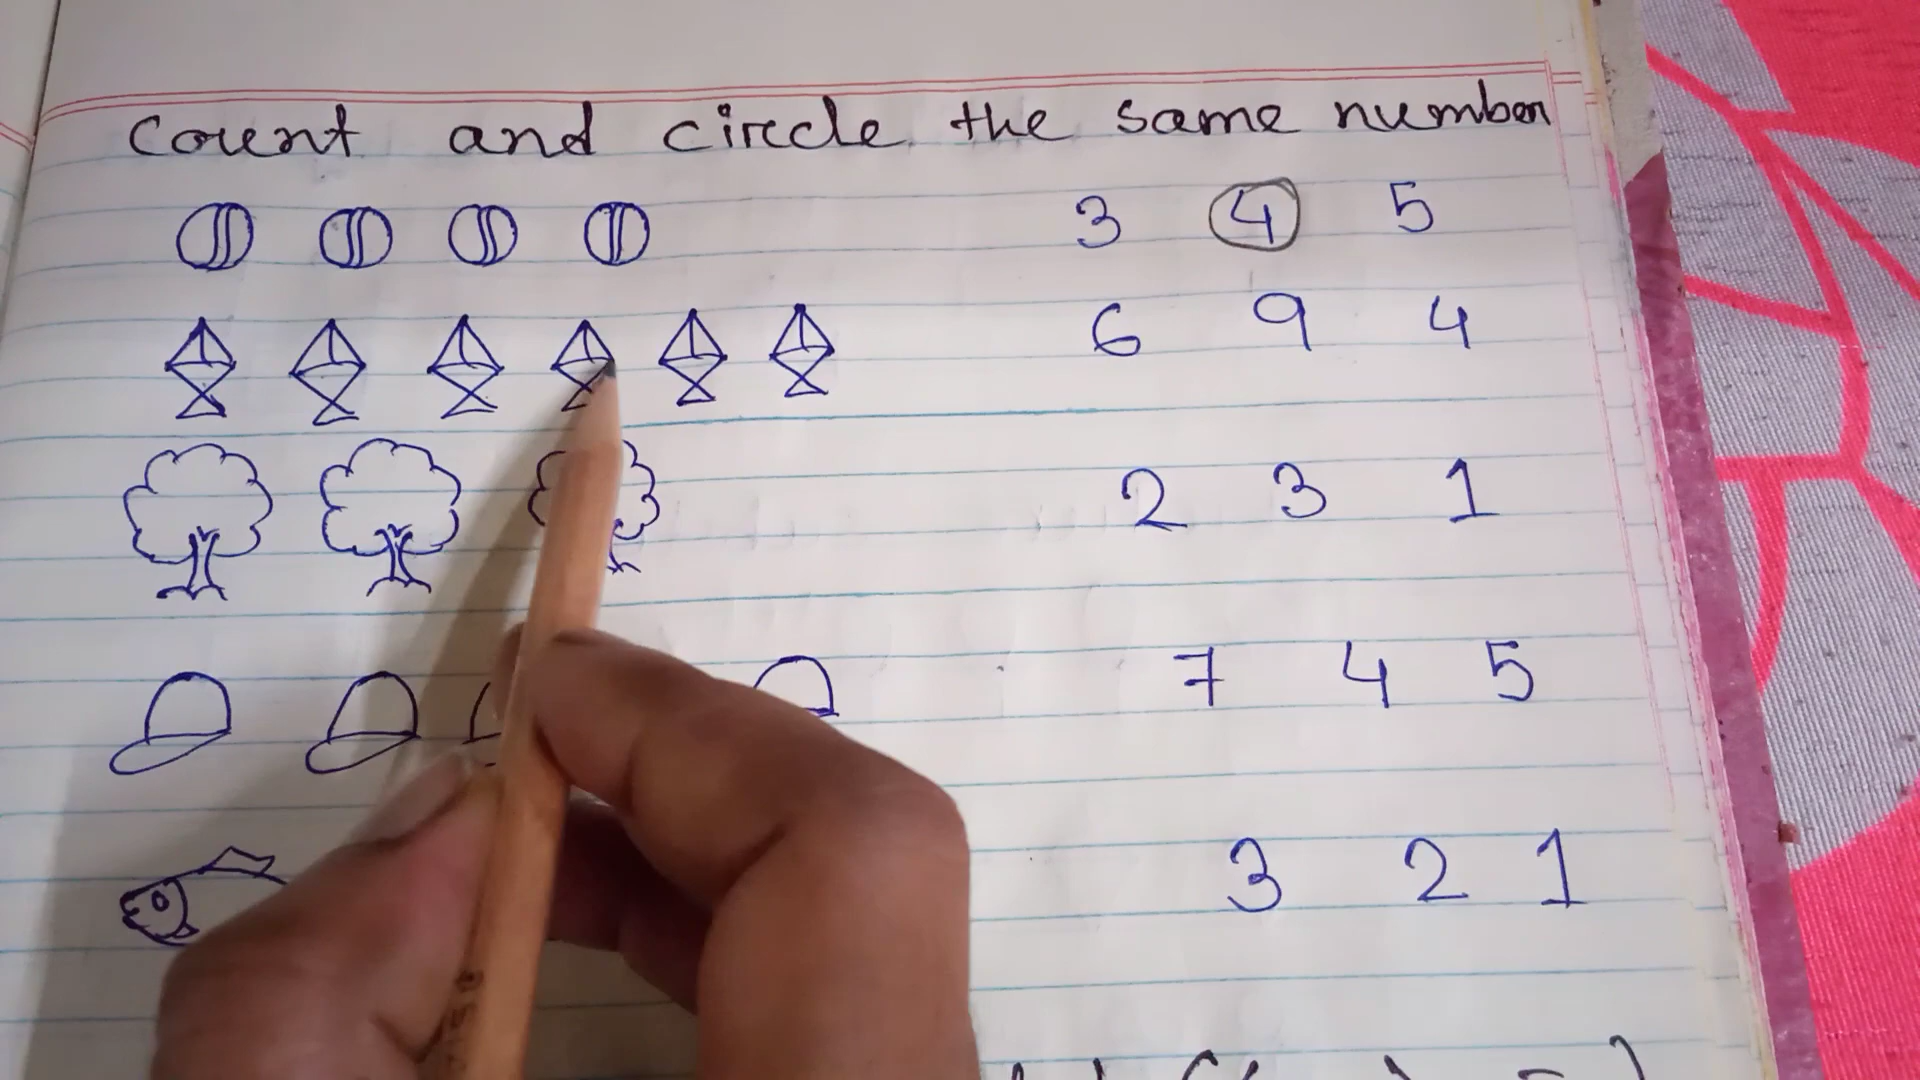 Count and circle the same number
3 4 5
6 9 4
2 3 1
7 4 5
3 2 1